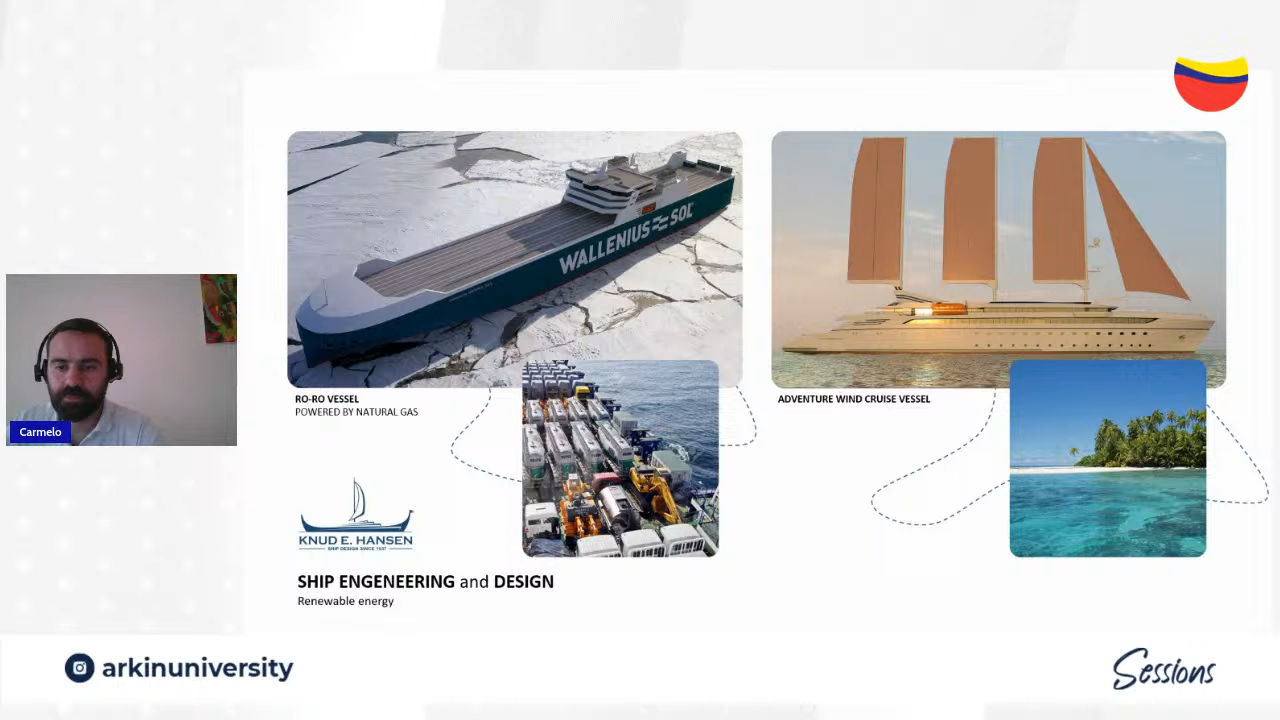 WALLENIUS SOL
RO-RO VESSEL
POWERED BY NATURAL GAS
ADVENTURE WIND CRUISE VESSEL
Carmelo
KNUD E. HANSEN
SHIP DESIGN SINCE 1937
SHIP ENGENEERING and DESIGN
Renewable energy
arkinuniversity
Sessions